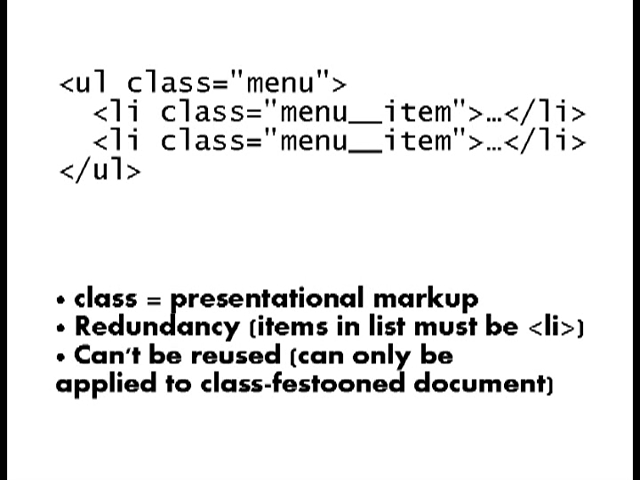 <ul class="menu">
<li class="menu__item">…</li>
<li class="menu__item">…</li>
</ul>
• class = presentational markup
• Redundancy (items in list must be <li>)
• Can't be reused (can only be
applied to class-festooned document)